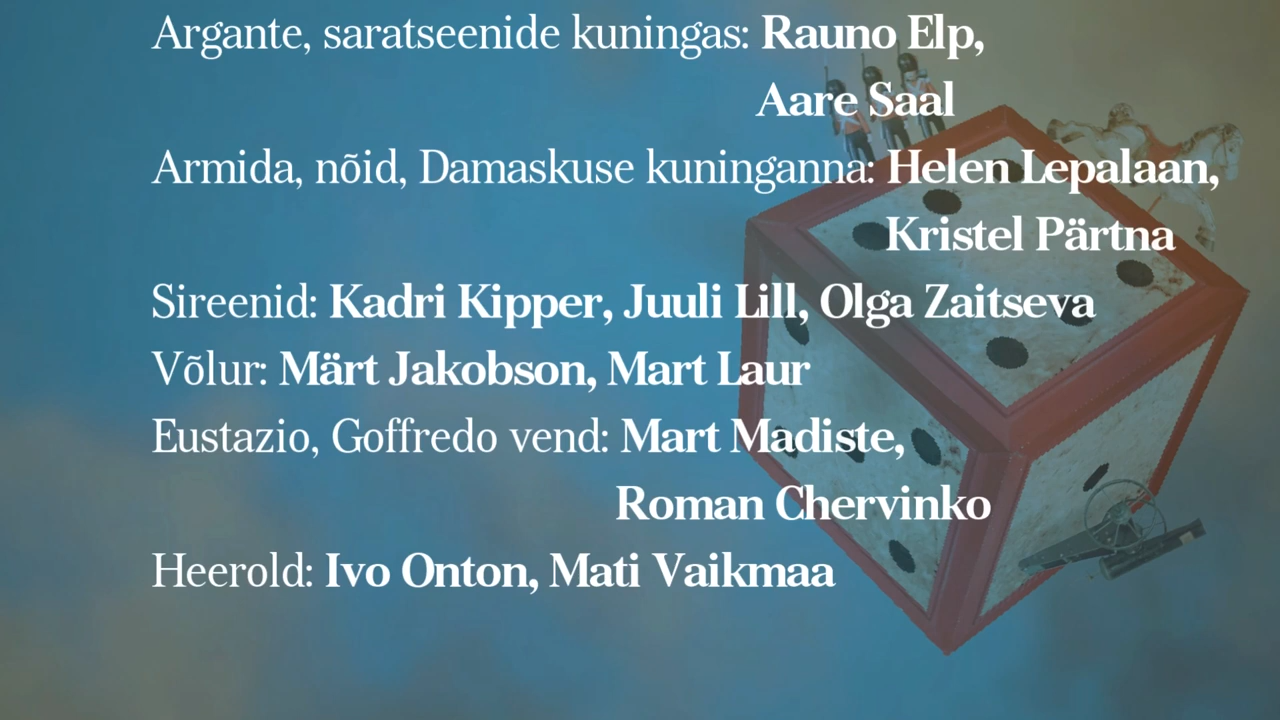 Argante, saratseenide kuningas: Rauno Elp,
Aare Saal
Armida, nõid, Damaskuse kuninganna: Helen Lepalaan,
Kristel Pärtna
Sireenid: Kadri Kipper, Juuli Lill, Olga Zaitseva
Võlur: Märt Jakobson, Mart Laur
Eustazio, Goffredo vend: Mart Madiste,
Roman Chervinko
Heerold: Ivo Onton, Mati Vaikmaa